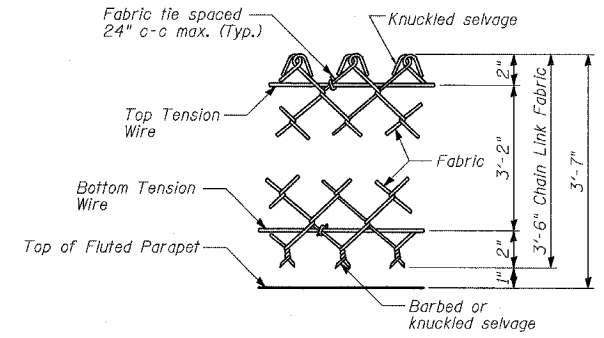 Fabric tie spaced
24" c-c max. (Typ.)
Knuckled selvage
Top Tension
Wire
Fabric
Bottom Tension
Wire
Top of Fluted Parapet
Barbed or
knuckled selvage
2"
3'-2"
2"
1"
3'-6" Chain Link Fabric
3'-7"